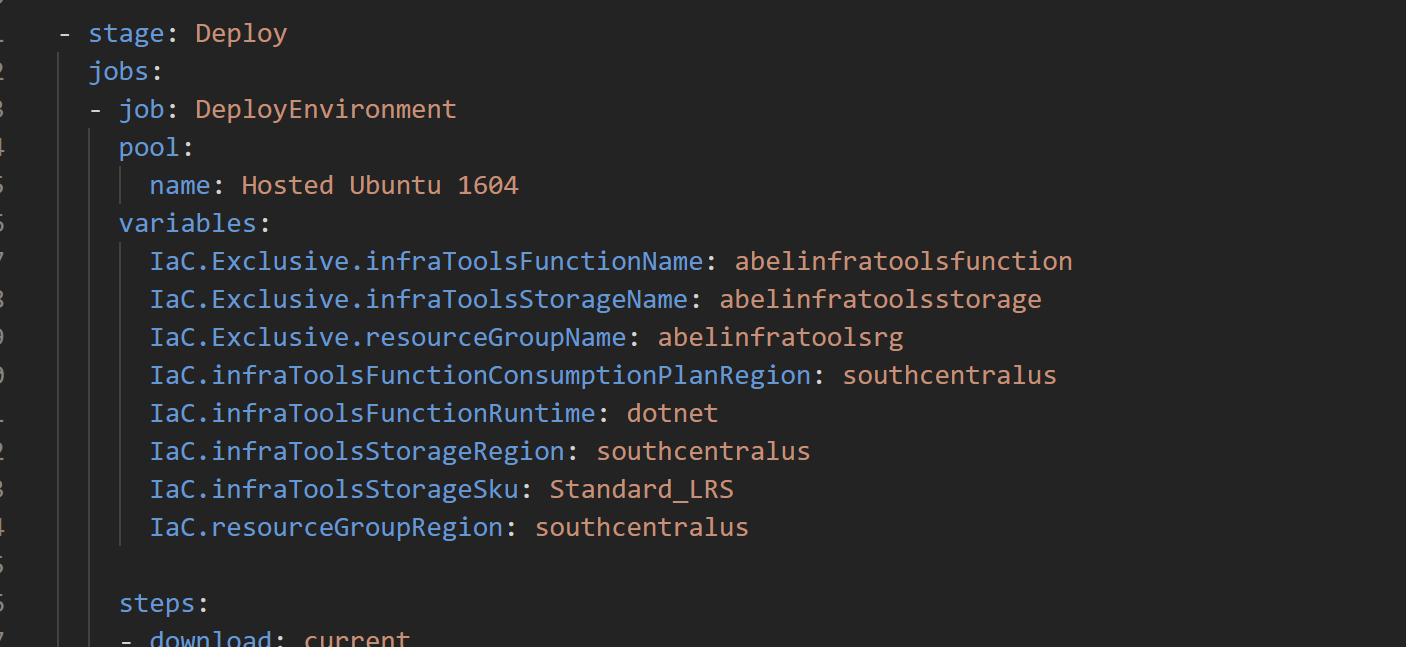 - stage: Deploy
jobs:
- job: DeployEnvironment
pool:
name: Hosted Ubuntu 1604
variables:
IaC.Exclusive.infraToolsFunctionName: abelinfratoolsfunction
IaC.Exclusive.infraToolsStorageName: abelinfratoolsstorage
IaC.Exclusive.resourceGroupName: abelinfratoolsrg
IaC.infraToolsFunctionConsumptionPlanRegion: southcentralus
IaC.infraToolsFunctionRuntime: dotnet
IaC.infraToolsStorageRegion: southcentralus
IaC.infraToolsStorageSku: Standard_LRS
IaC.resourceGroupRegion: southcentralus
steps:
- download: current